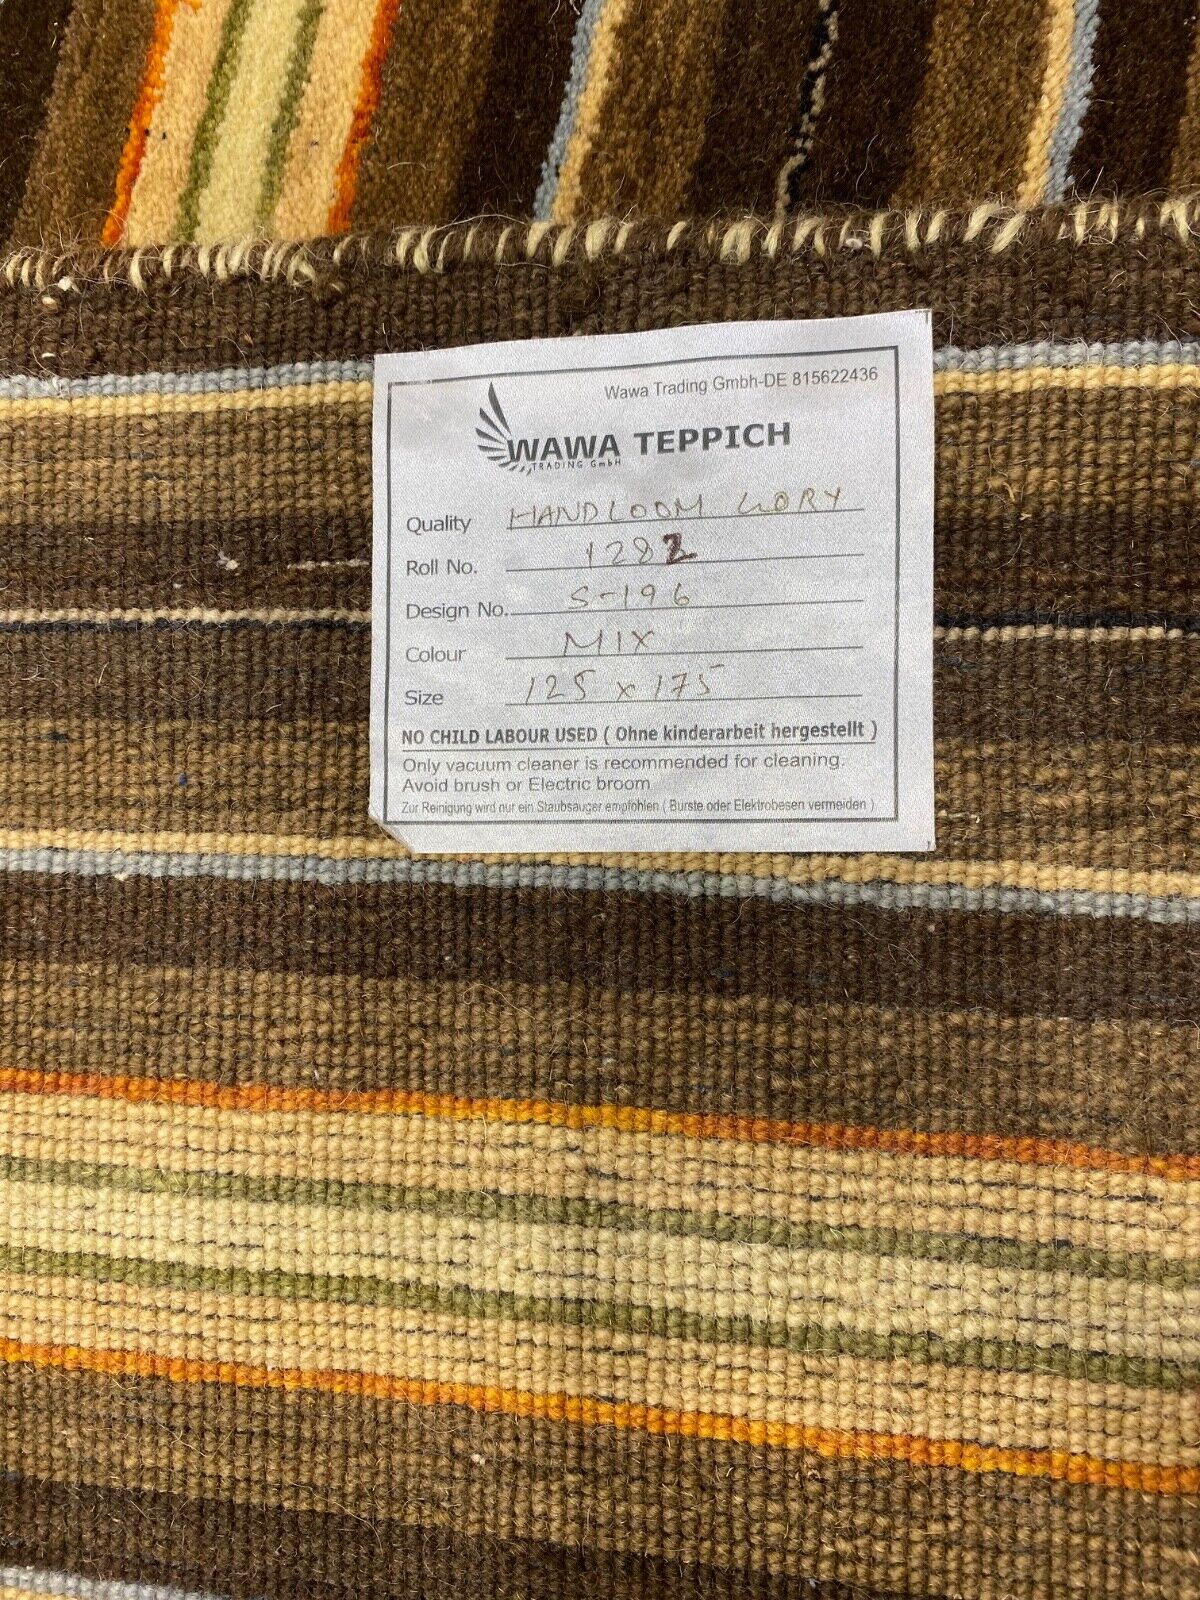 Wawa Trading Gmbh-DE 815622436
WAWA TEPPICH
TRADING GmbH
Quality HANDLOOM LORY
Roll No. 1282
Design No. S-196
Colour MIX
Size 125 x 175
NO CHILD LABOUR USED ( Ohne kinderarbeit hergestellt )
Only vacuum cleaner is recommended for cleaning.
Avoid brush or Electric broom
Zur Reinigung wird nur ein Staubsauger empfohlen ( Burste oder Elektrobesen vermeiden )